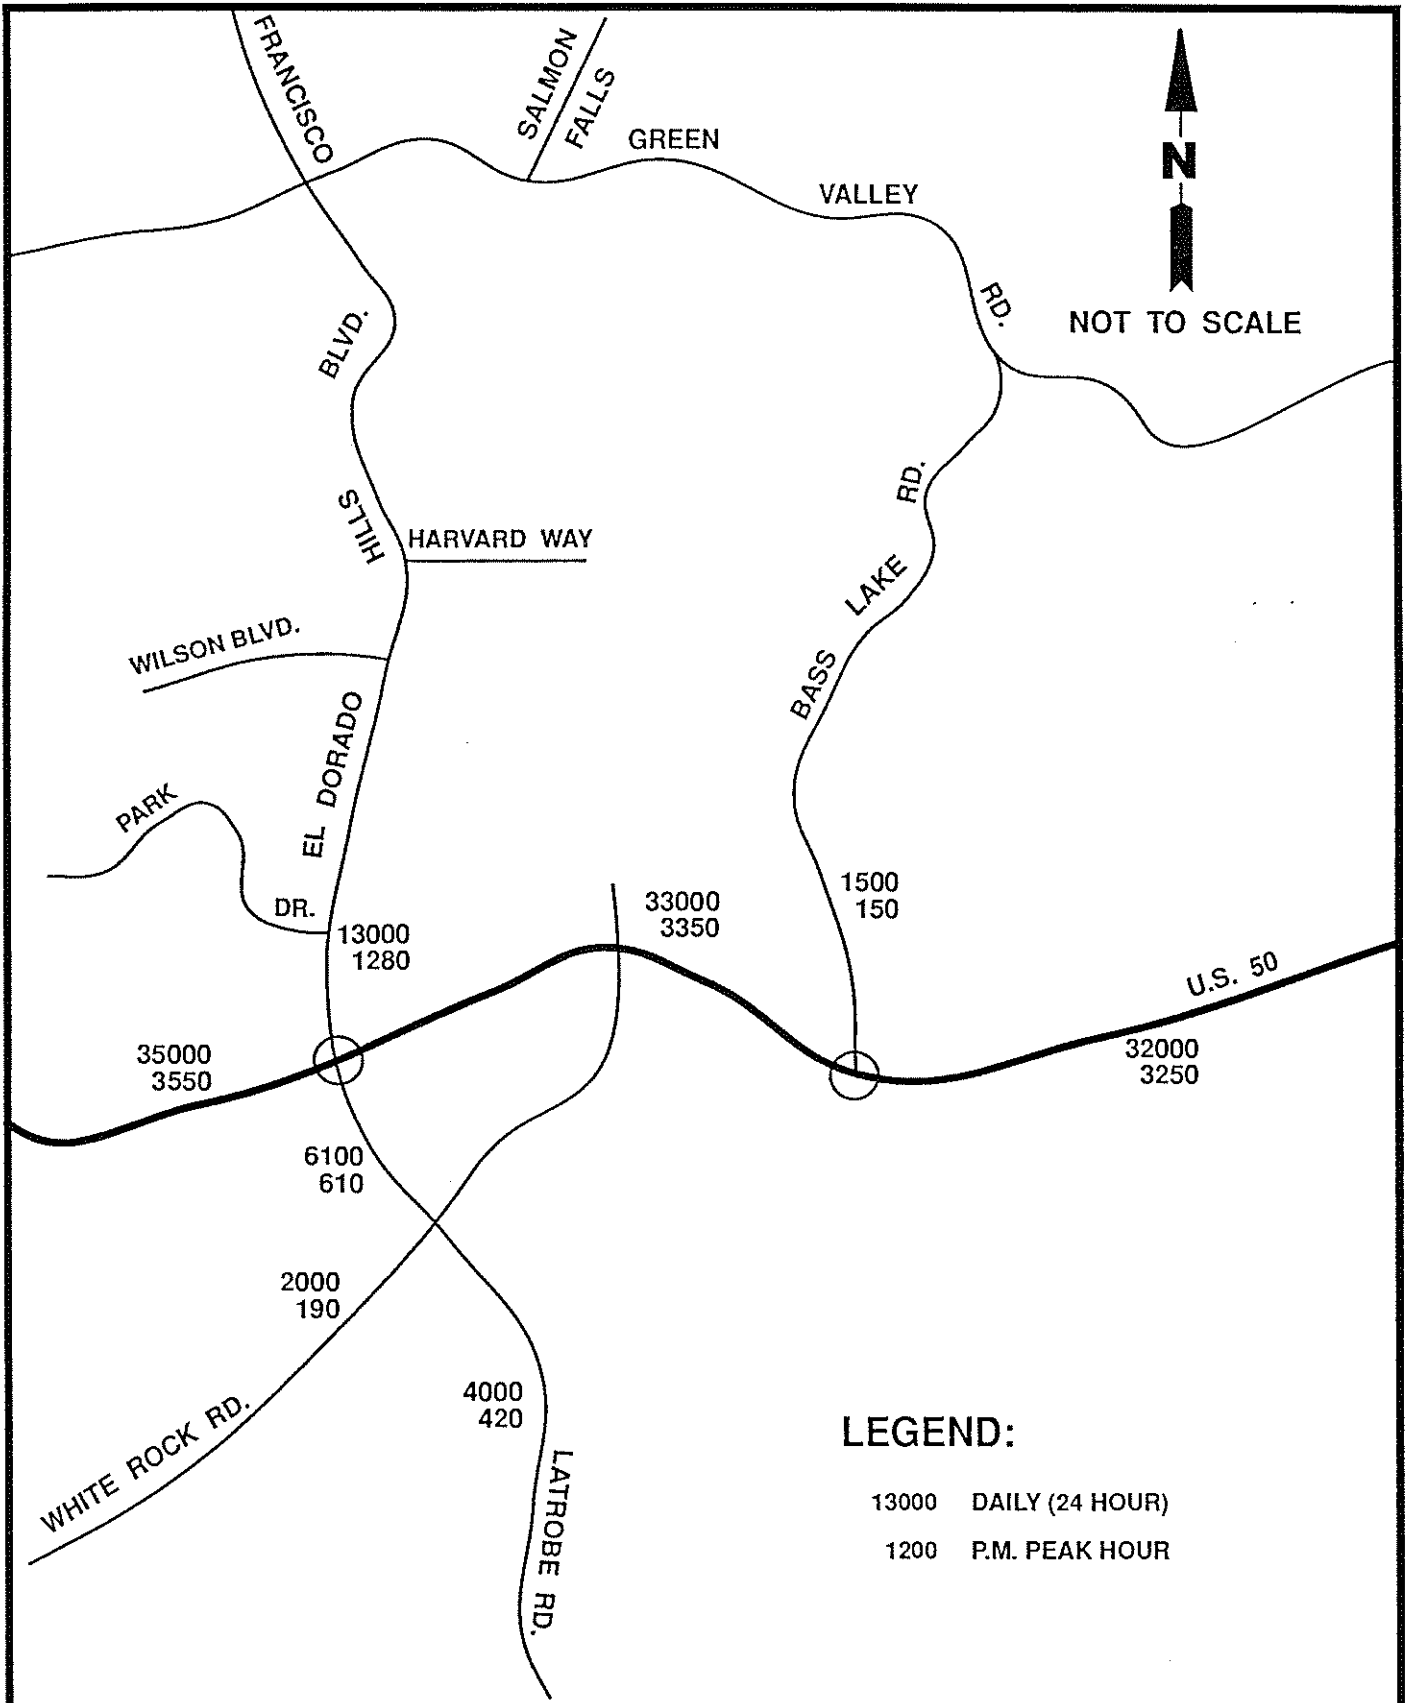 FRANCISCO
SALMON
FALLS
GREEN
VALLEY
RD.
N
NOT TO SCALE
BLVD.
HILLS
HARVARD WAY
RD.
LAKE
BASS
WILSON BLVD.
EL DORADO
PARK
DR.
13000
1280
33000
3350
1500
150
U.S. 50
35000
3550
32000
3250
6100
610
2000
190
4000
420
WHITE ROCK RD.
LATROBE RD.
LEGEND:
13000 DAILY (24 HOUR)
1200 P.M. PEAK HOUR